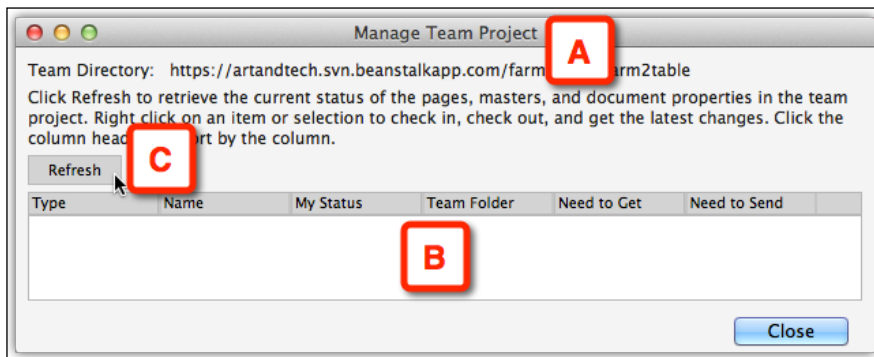 Manage Team Project
A
Team Directory: https://artandtech.svn.beanstalkapp.com/farm arm2table
Click Refresh to retrieve the current status of the pages, masters, and document properties in the team
project. Right click on an item or selection to check in, check out, and get the latest changes. Click the
column head rt by the column.
C
Refresh
Type Name My Status Team Folder Need to Get Need to Send
B
Close